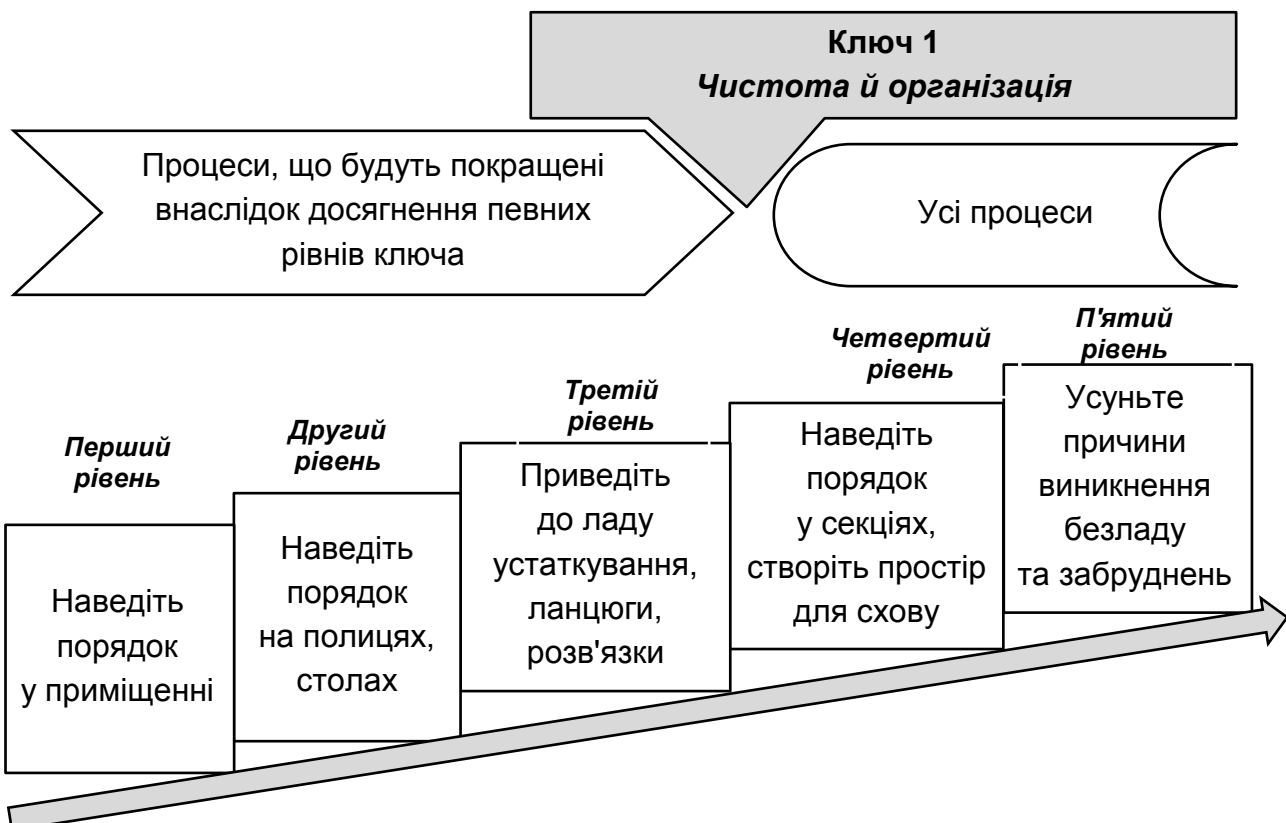 Ключ 1
Чистота й організація
Процеси, що будуть покращені
внаслідок досягнення певних
рівнів ключа
Усі процеси
Перший
рівень
Наведіть
порядок
у приміщенні
Другий
рівень
Наведіть
порядок
на полицях,
столах
Третій
рівень
Приведіть
до ладу
устаткування,
ланцюги,
розв'язки
Четвертий
рівень
Наведіть
порядок
у секціях,
створіть простір
для схову
П'ятий
рівень
Усуньте
причини
виникнення
безладу
та забруднень